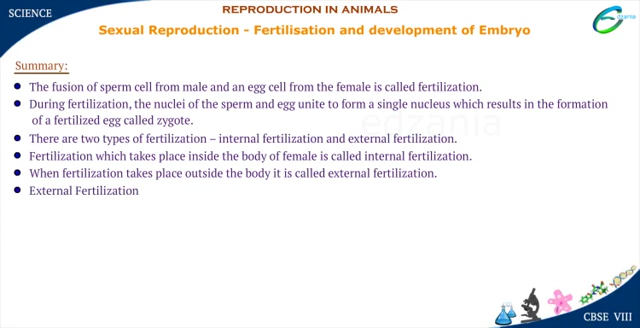 SCIENCE
REPRODUCTION IN ANIMALS
edzania
Sexual Reproduction - Fertilisation and development of Embryo
Summary:
The fusion of sperm cell from male and an egg cell from the female is called fertilization.
During fertilization, the nuclei of the sperm and egg unite to form a single nucleus which results in the formation
of a fertilized egg called zygote.
edzania
There are two types of fertilization – internal fertilization and external fertilization.
Fertilization which takes place inside the body of female is called internal fertilization.
When fertilization takes place outside the body it is called external fertilization.
External Fertilization
CBSE VIII